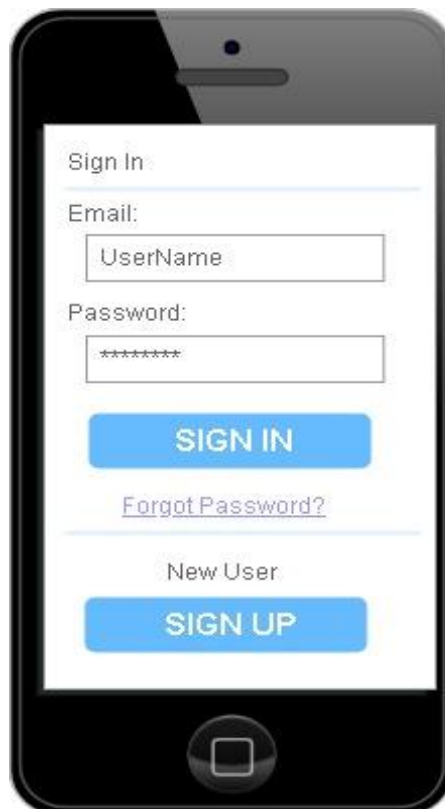 Sign In
Email:
UserName
Password:
********
SIGN IN
Forgot Password?
New User
SIGN UP